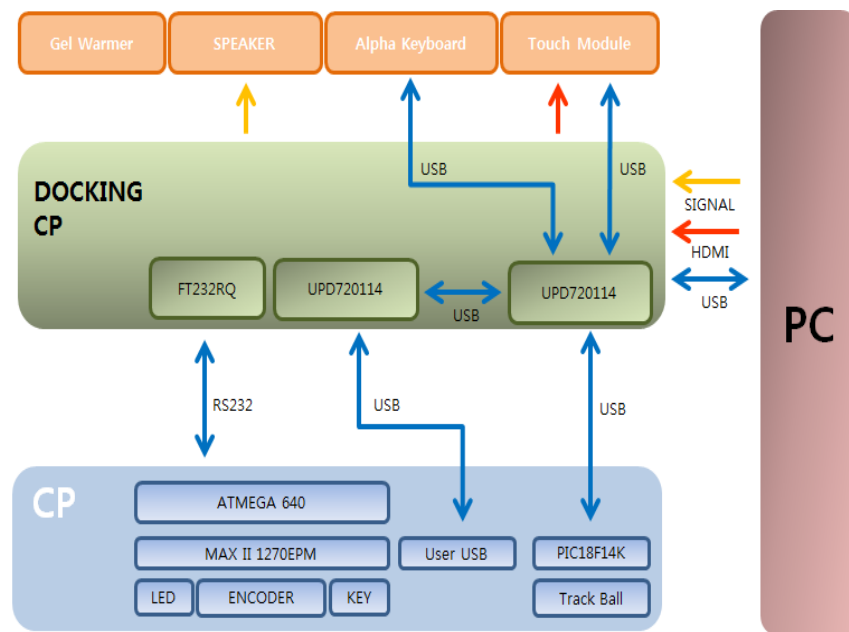 Gel Warmer
SPEAKER
Alpha Keyboard
Touch Module
USB
USB
DOCKING
CP
SIGNAL
HDMI
USB
FT232RQ
UPD720114
USB
UPD720114
PC
RS232
USB
USB
CP
ATMEGA 640
MAX II 1270EPM
User USB
PIC18F14K
LED
ENCODER
KEY
Track Ball